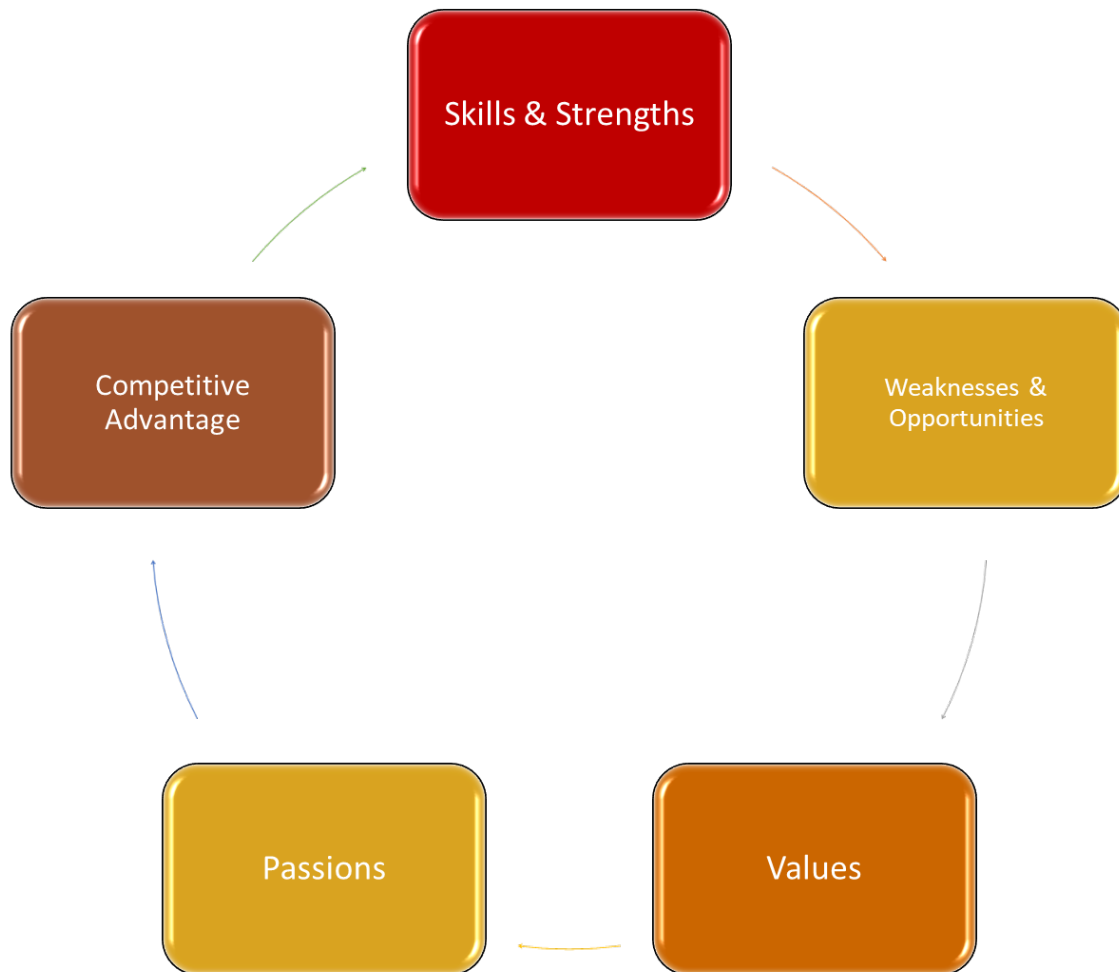 Skills & Strengths
Weaknesses &
Opportunities
Values
Passions
Competitive
Advantage